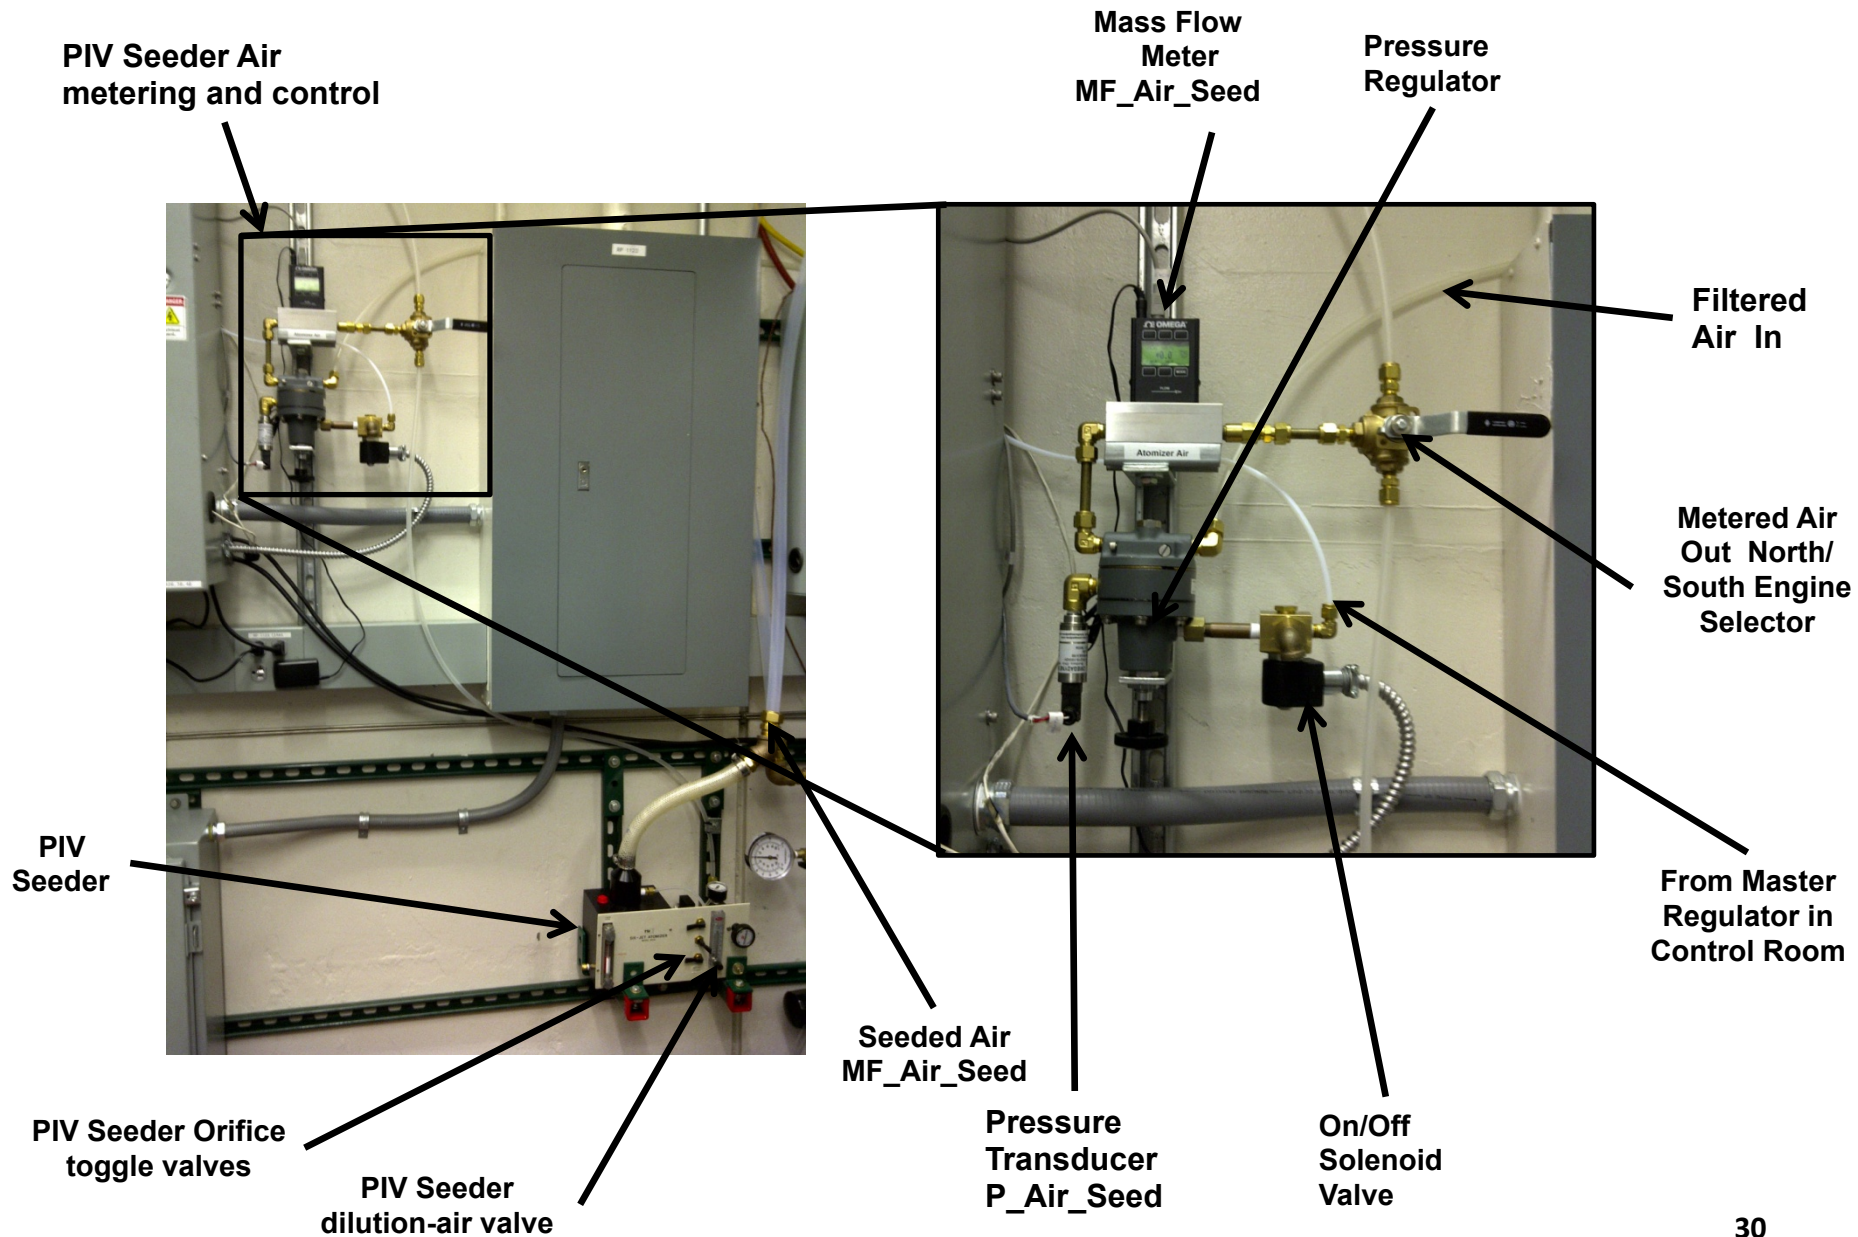 PIV Seeder Air
metering and control
Mass Flow
Meter
MF_Air_Seed
Pressure
Regulator
Filtered
Air In
Metered Air
Out North/
South Engine
Selector
From Master
Regulator in
Control Room
OMEGA
Atomizer Air
Atomizer Air
PIV
Seeder
Seeded Air
MF_Air_Seed
PIV Seeder Orifice
toggle valves
PIV Seeder
dilution-air valve
Pressure
Transducer
P_Air_Seed
On/Off
Solenoid
Valve
30